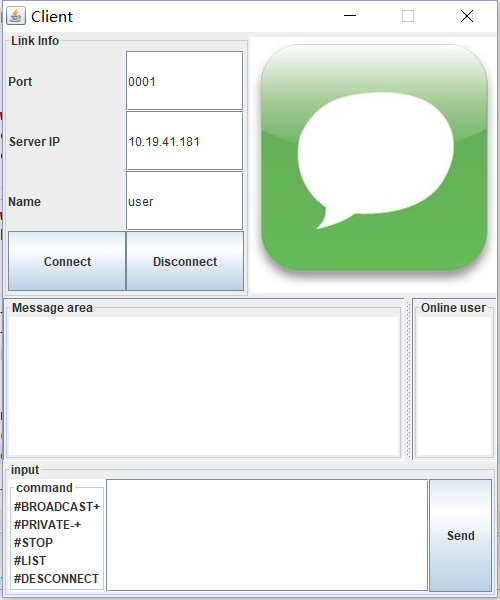 Client
Link Info
Port 0001
Server IP 10.19.41.181
Name user
Connect Disconnect
Message area Online user
input
command
#BROADCAST+
#PRIVATE-+
#STOP
#LIST
#DESCONNECT
Send